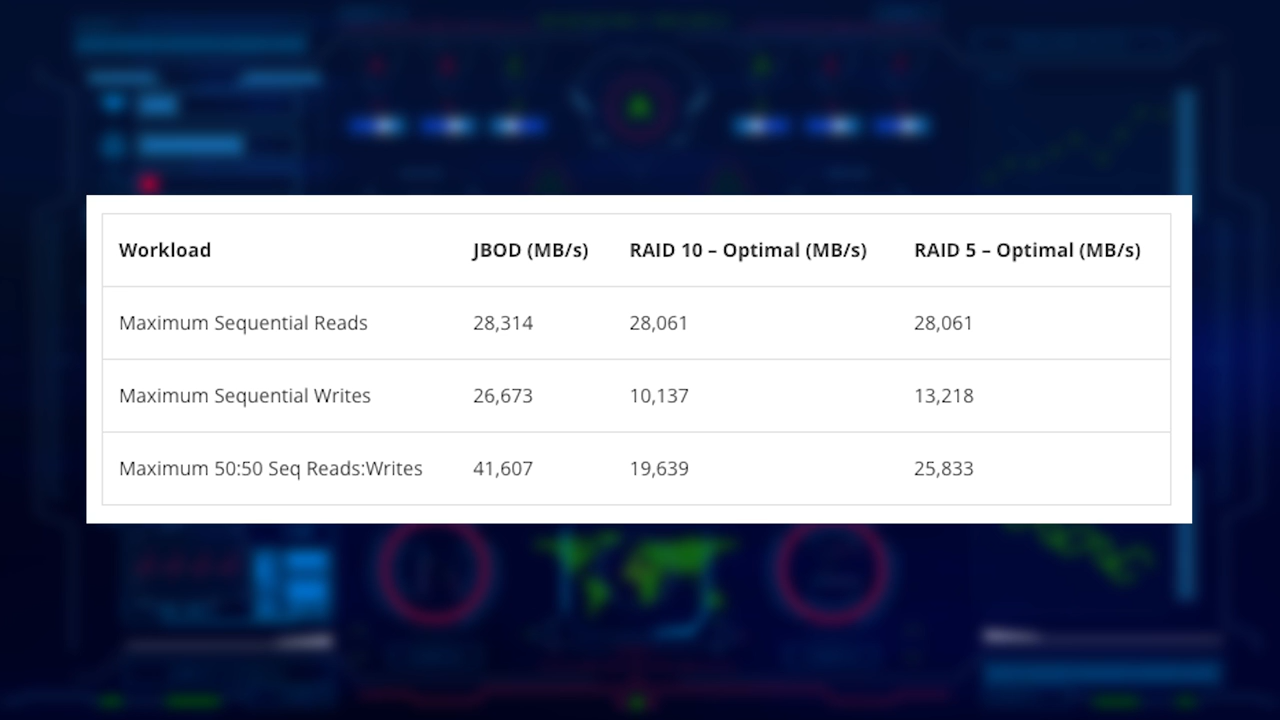 Workload JBOD (MB/s) RAID 10 – Optimal (MB/s) RAID 5 – Optimal (MB/s)
Maximum Sequential Reads 28,314 28,061 28,061
Maximum Sequential Writes 26,673 10,137 13,218
Maximum 50:50 Seq Reads:Writes 41,607 19,639 25,833